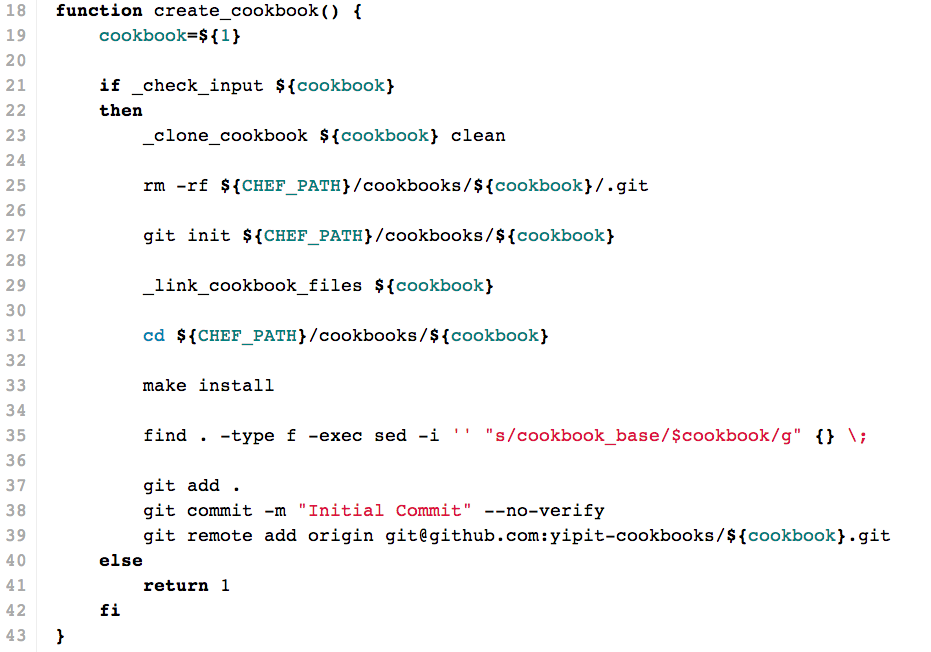 18 function create_cookbook() {
19     cookbook=${1}
20
21     if _check_input ${cookbook}
22     then
23         _clone_cookbook ${cookbook} clean
24
25         rm -rf ${CHEF_PATH}/cookbooks/${cookbook}/.git
26
27         git init ${CHEF_PATH}/cookbooks/${cookbook}
28
29         _link_cookbook_files ${cookbook}
30
31         cd ${CHEF_PATH}/cookbooks/${cookbook}
32
33         make install
34
35         find . -type f -exec sed -i '' "s/cookbook_base/$cookbook/g" {} \;
36
37         git add .
38         git commit -m "Initial Commit" --no-verify
39         git remote add origin git@github.com:yipit-cookbooks/${cookbook}.git
40     else
41         return 1
42     fi
43 }